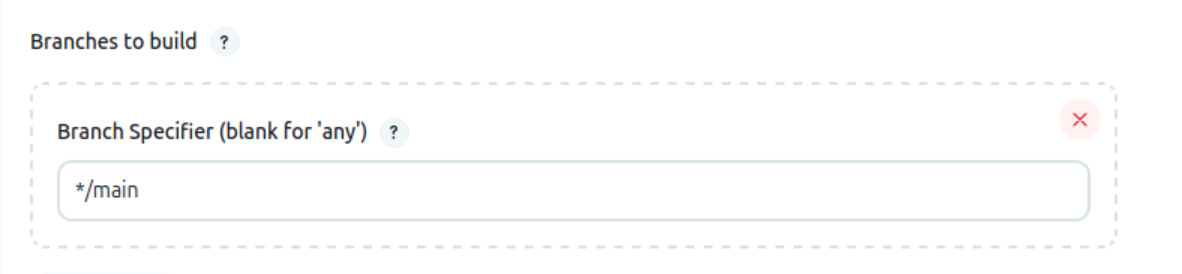 Branches to build ?
Branch Specifier (blank for 'any') ?
*/main